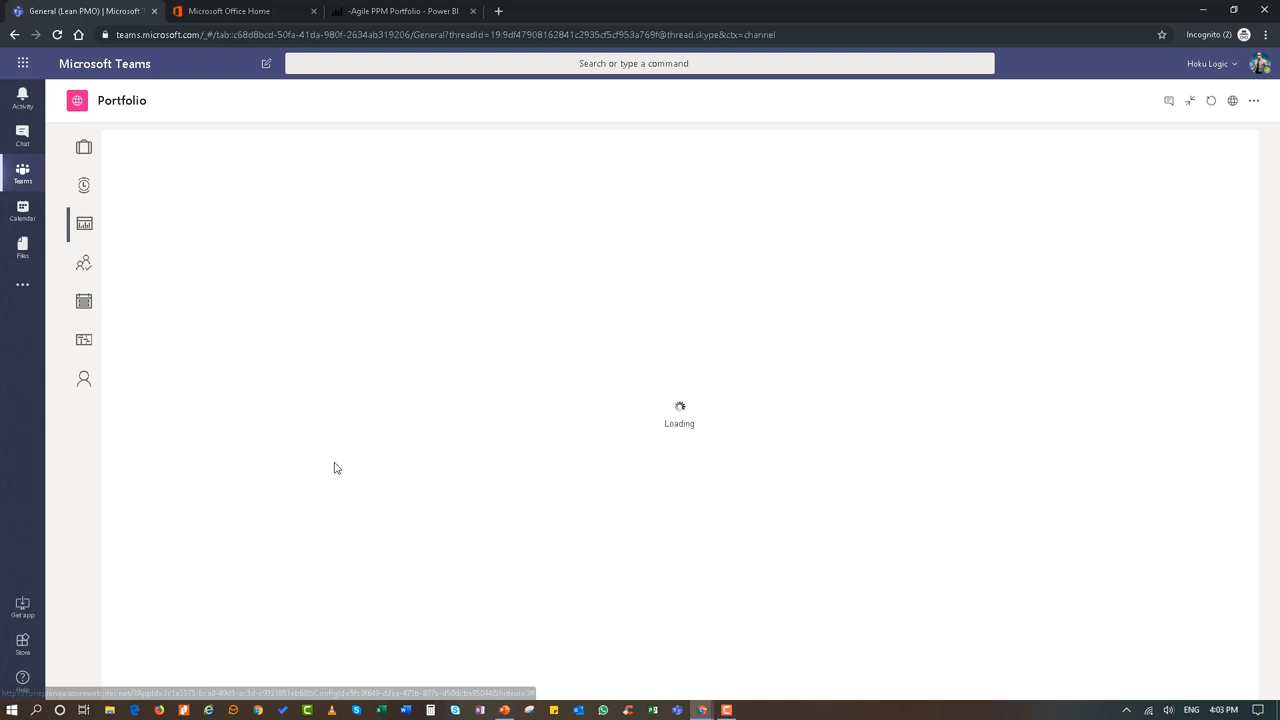 General (Lean PMO) | Microsoft T
Microsoft Office Home
-Agile PPM Portfolio - Power BI
teams.microsoft.com/_#/tab::c68d8bcd-50fa-41da-980f-2634ab319206/General?threadId=19:9df47908162841c2935cf5cf953a769f@thread.skype&ctx=channel
Incognito (2)
Microsoft Teams
Search or type a command
Hoku Logic
Portfolio
Activity
Chat
Teams
Calendar
Files
Loading
Get app
Store
Help
4:03 PM